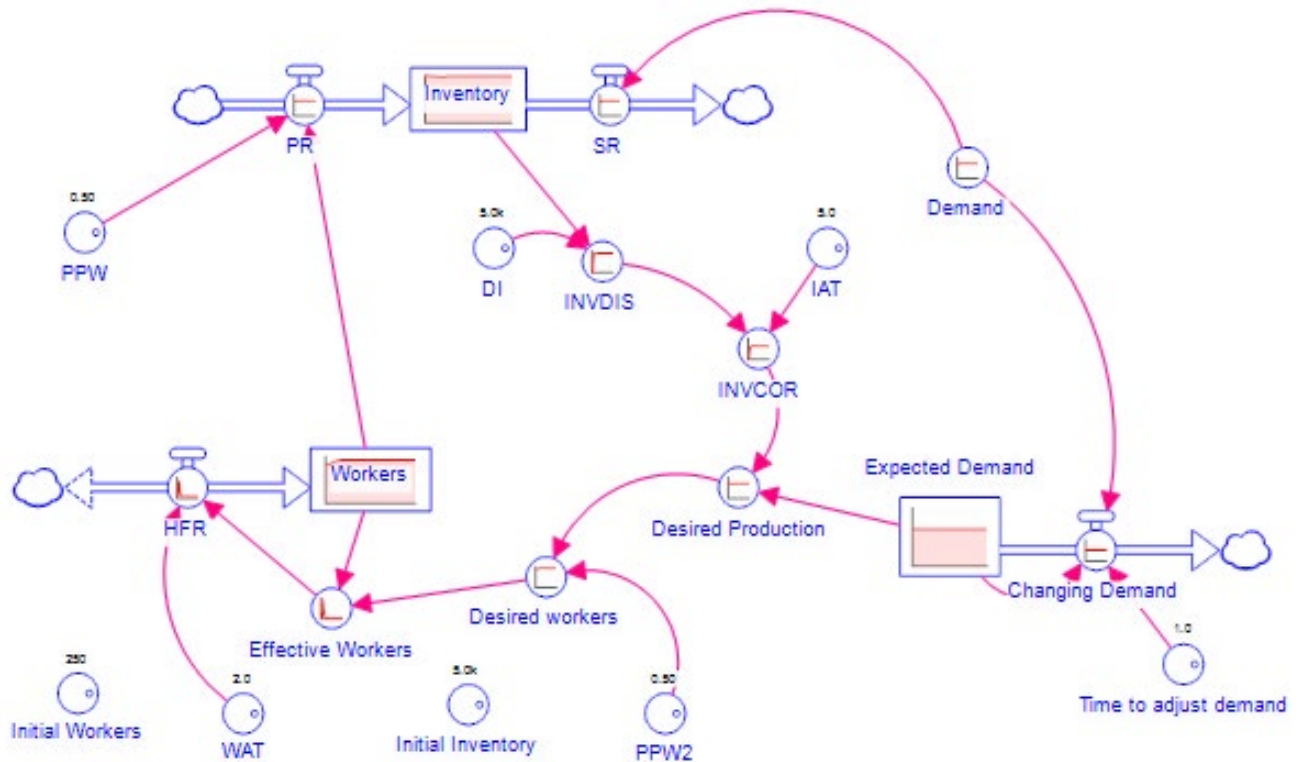 Inventory
PR
SR
0.50
PPW
Demand
5.0k
DI
INVDIS
5.0
IAT
INVCOR
Workers
HFR
Expected Demand
Desired Production
Desired workers
Effective Workers
Changing Demand
250
Initial Workers
2.0
WAT
5.0k
Initial Inventory
0.50
PPW2
1.0
Time to adjust demand